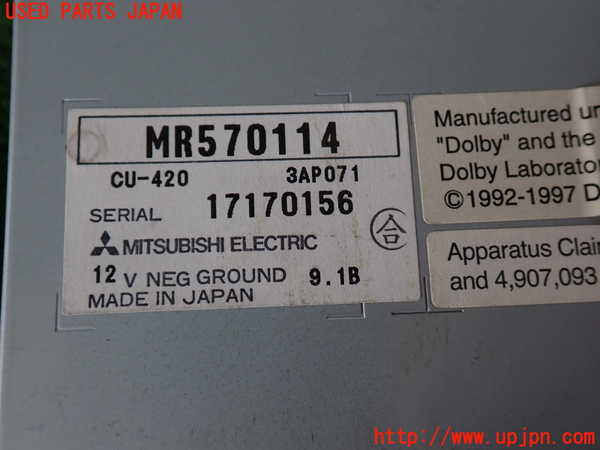 USED PARTS JAPAN
MR570114
CU-420 3AP071
SERIAL 17170156
MITSUBISHI ELECTRIC
合
12 V NEG GROUND 9.1B
MADE IN JAPAN
Manufactured un
"Dolby" and the
Dolby Laborato
©1992-1997 D
Apparatus Clai
and 4,907,093
http://www.upjpn.com/